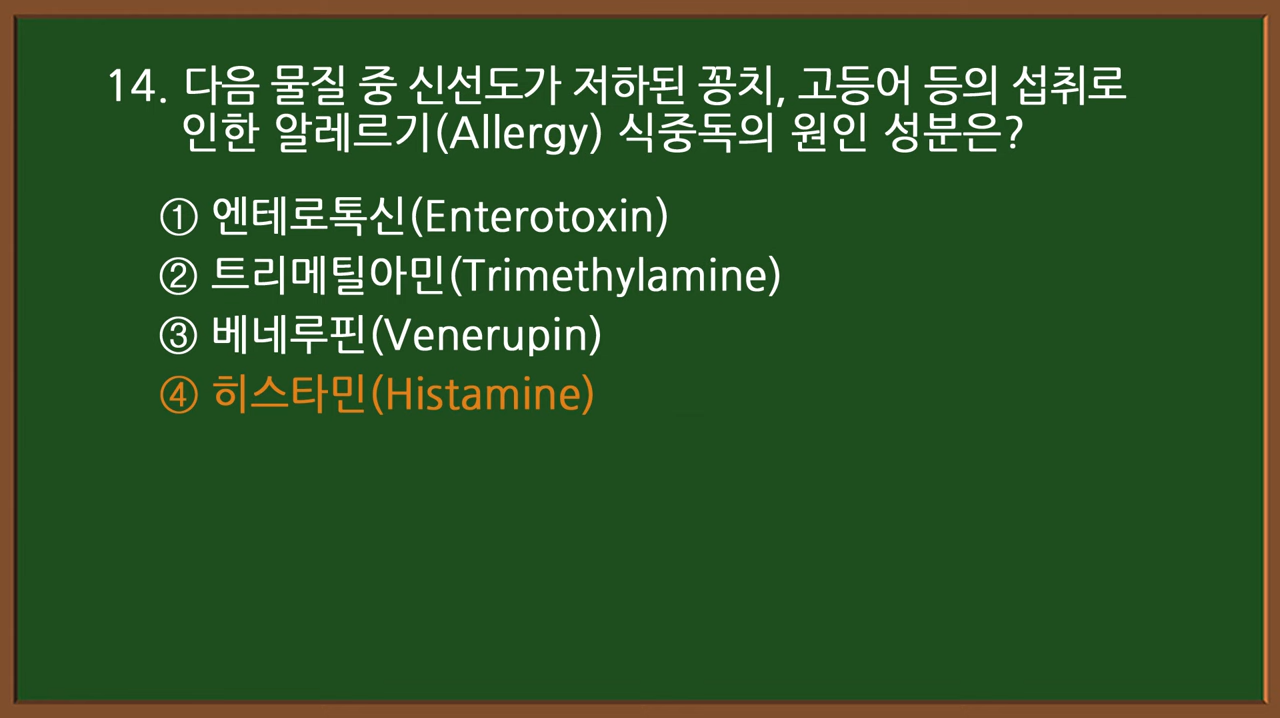 14. 다음 물질 중 신선도가 저하된 꽁치, 고등어 등의 섭취로
인한 알레르기(Allergy) 식중독의 원인 성분은?
① 엔테로톡신(Enterotoxin)
② 트리메틸아민(Trimethylamine)
③ 베네루핀(Venerupin)
④ 히스타민(Histamine)